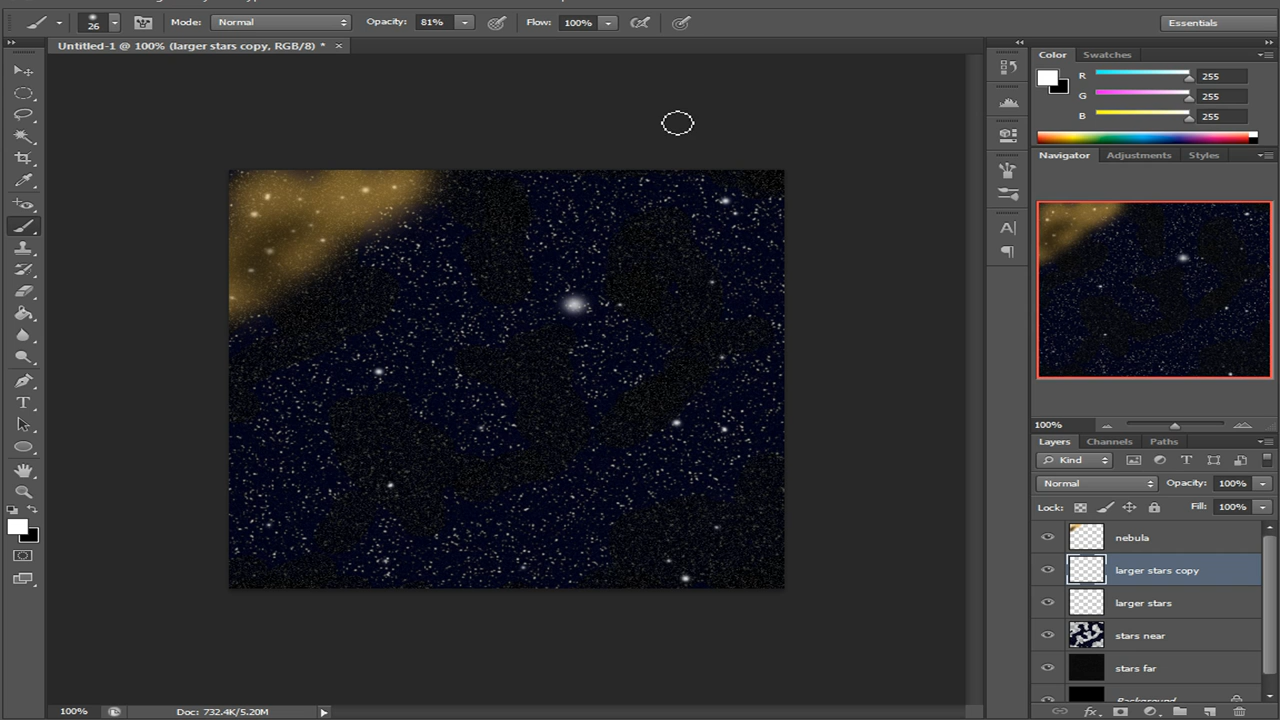 26
Mode: Normal
Opacity: 81%
Flow: 100%
Essentials
Untitled-1 @ 100% (larger stars copy, RGB/8) * ×
Color
Swatches
R 255
G 255
B 255
Navigator
Adjustments
Styles
100%
Layers
Channels
Paths
Kind
Normal
Opacity: 100%
Lock:
Fill: 100%
nebula
larger stars copy
larger stars
stars near
stars far
Background
100%
Doc: 732.4K/5.20M